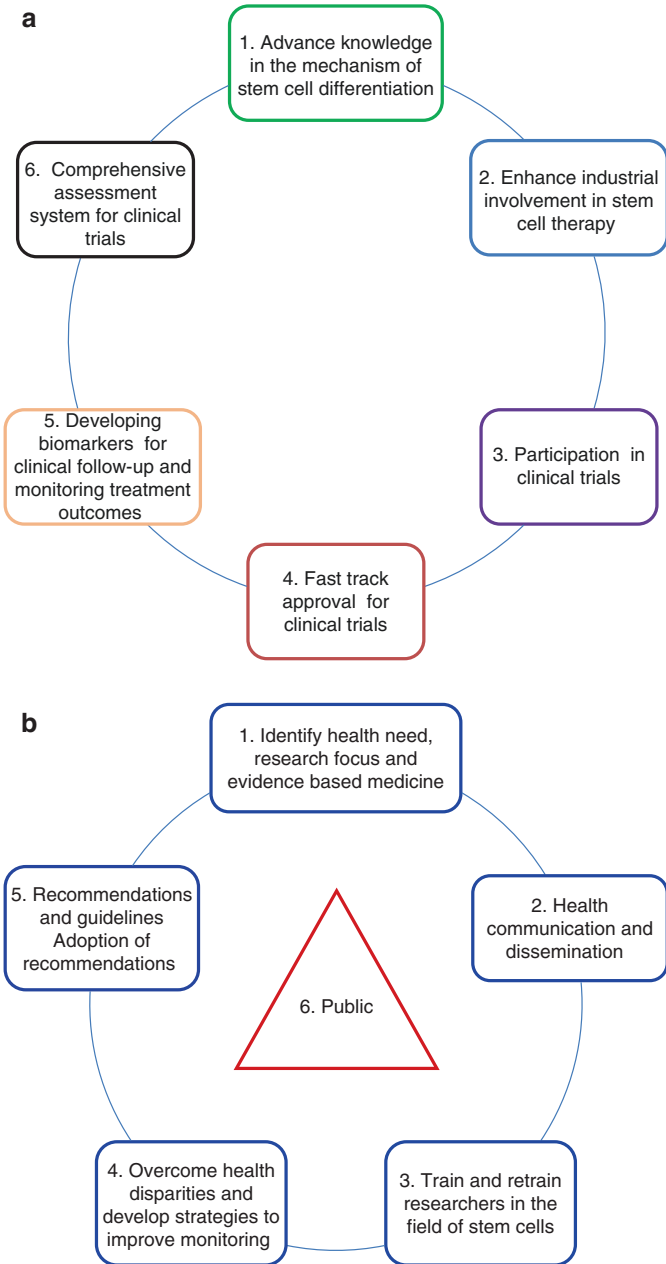 a
1. Advance knowledge
in the mechanism of
stem cell differentiation
2. Enhance industrial
involvement in stem
cell therapy
3. Participation in
clinical trials
4. Fast track
approval for
clinical trials
5. Developing
biomarkers for
clinical follow-up and
monitoring treatment
outcomes
6. Comprehensive
assessment
system for clinical
trials
b
1. Identify health need,
research focus and
evidence based medicine
2. Health
communication and
dissemination
3. Train and retrain
researchers in the
field of stem cells
4. Overcome health
disparities and
develop strategies to
improve monitoring
5. Recommendations
and guidelines
Adoption of
recommendations
6. Public